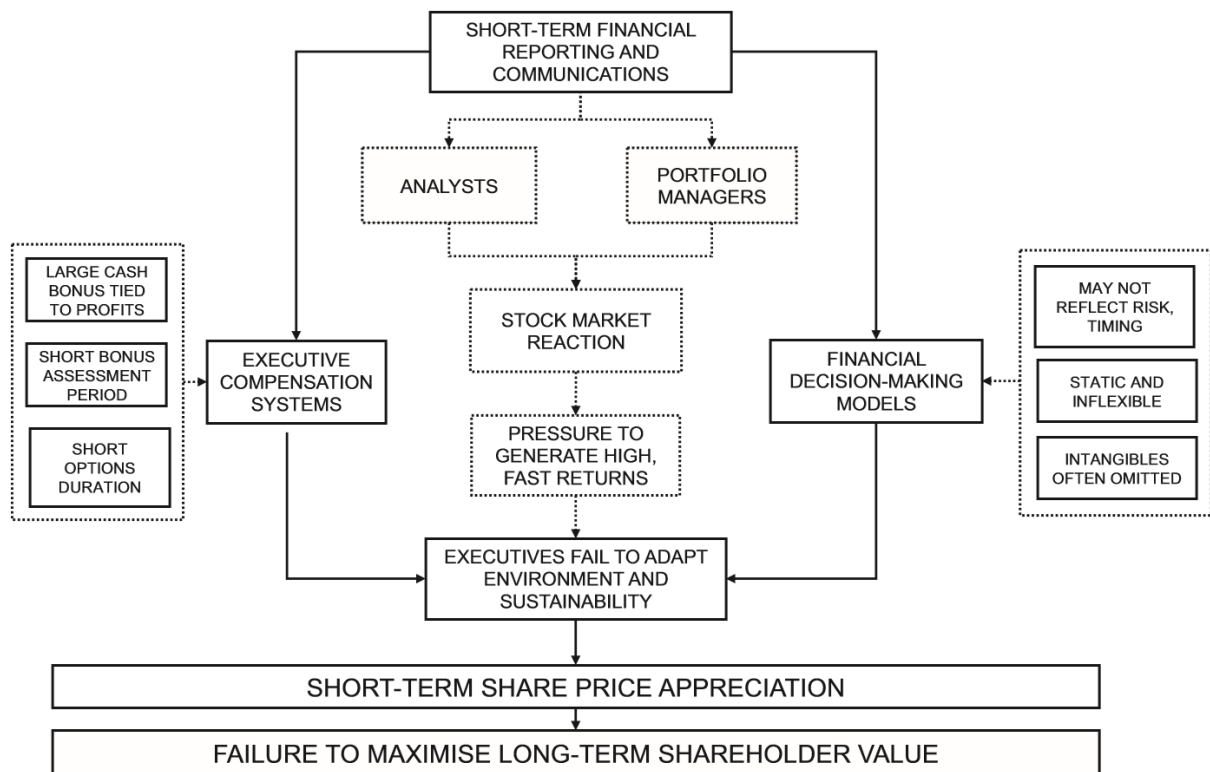 SHORT-TERM FINANCIAL
REPORTING AND
COMMUNICATIONS
ANALYSTS
PORTFOLIO
MANAGERS
LARGE CASH
BONUS TIED
TO PROFITS
SHORT BONUS
ASSESSMENT
PERIOD
SHORT
OPTIONS
DURATION
EXECUTIVE
COMPENSATION
SYSTEMS
STOCK MARKET
REACTION
PRESSURE TO
GENERATE HIGH,
FAST RETURNS
FINANCIAL
DECISION-MAKING
MODELS
MAY NOT
REFLECT RISK,
TIMING
STATIC AND
INFLEXIBLE
INTANGIBLES
OFTEN OMITTED
EXECUTIVES FAIL TO ADAPT
ENVIRONMENT AND
SUSTAINABILITY
SHORT-TERM SHARE PRICE APPRECIATION
FAILURE TO MAXIMISE LONG-TERM SHAREHOLDER VALUE